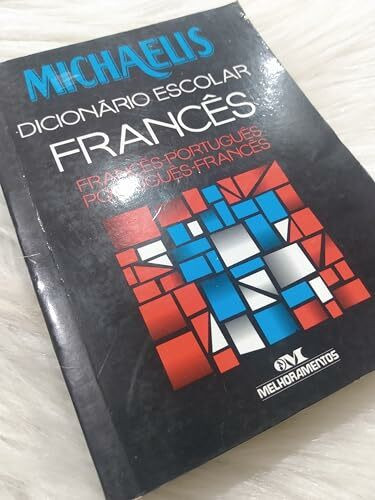 MICHAELIS
DICIONÁRIO ESCOLAR
FRANCÊS
FRANCÊS-PORTUGUÊS
PORTUGUÊS-FRANCÊS
M
MELHORAMENTOS